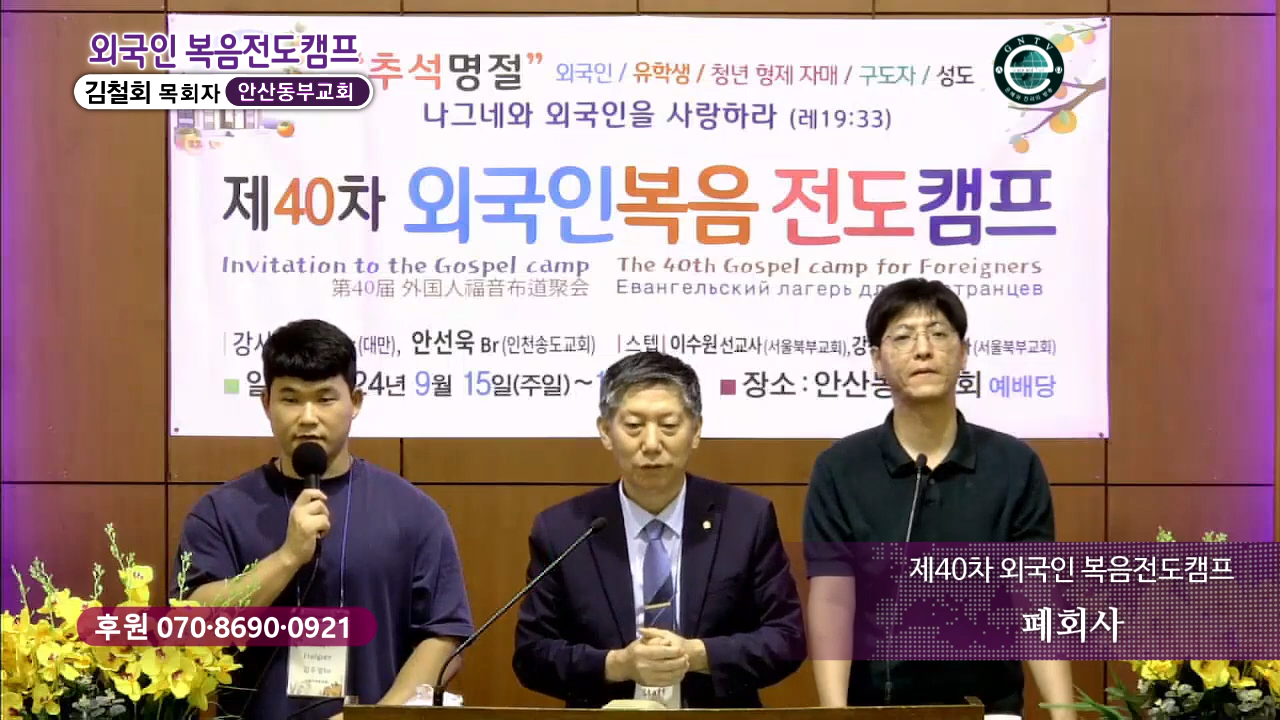 외국인 복음전도캠프
김철회 목회자 안산동부교회
추석명절” 외국인 / 유학생 / 청년 형제 자매 / 구도자 / 성도
GNTV
나그네와 외국인을 사랑하라 (레19:33)
제40차 외국인복음 전도캠프
Invitation to the Gospel camp The 40th Gospel camp for Foreigners
第40届 外国人福音布道聚会 Евангельский лагерь
강사 (대만), 안선욱 Br (인천송도교회) | 스텝 | 이수원 선교사 (서울북부교회), (서울북부교회)
24년 9월 15일(주일) ~ 장소 : 안산 예배당
제40차 외국인 복음전도캠프
폐회사
후원 070·8690·0921
Helper
Staff